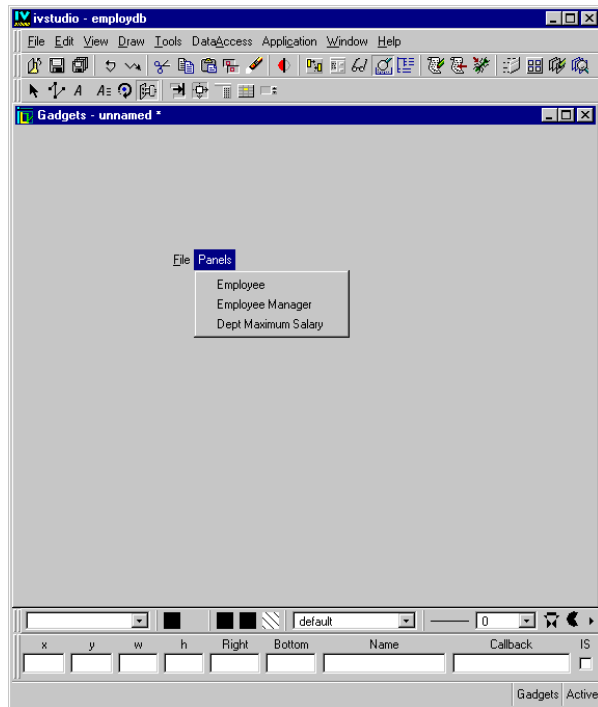 ivstudio - employdb
File Edit View Draw Tools DataAccess Application Window Help
Gadgets - unnamed *
File Panels
Employee
Employee Manager
Dept Maximum Salary
default 0
x y w h Right Bottom Name Callback IS
Gadgets Active